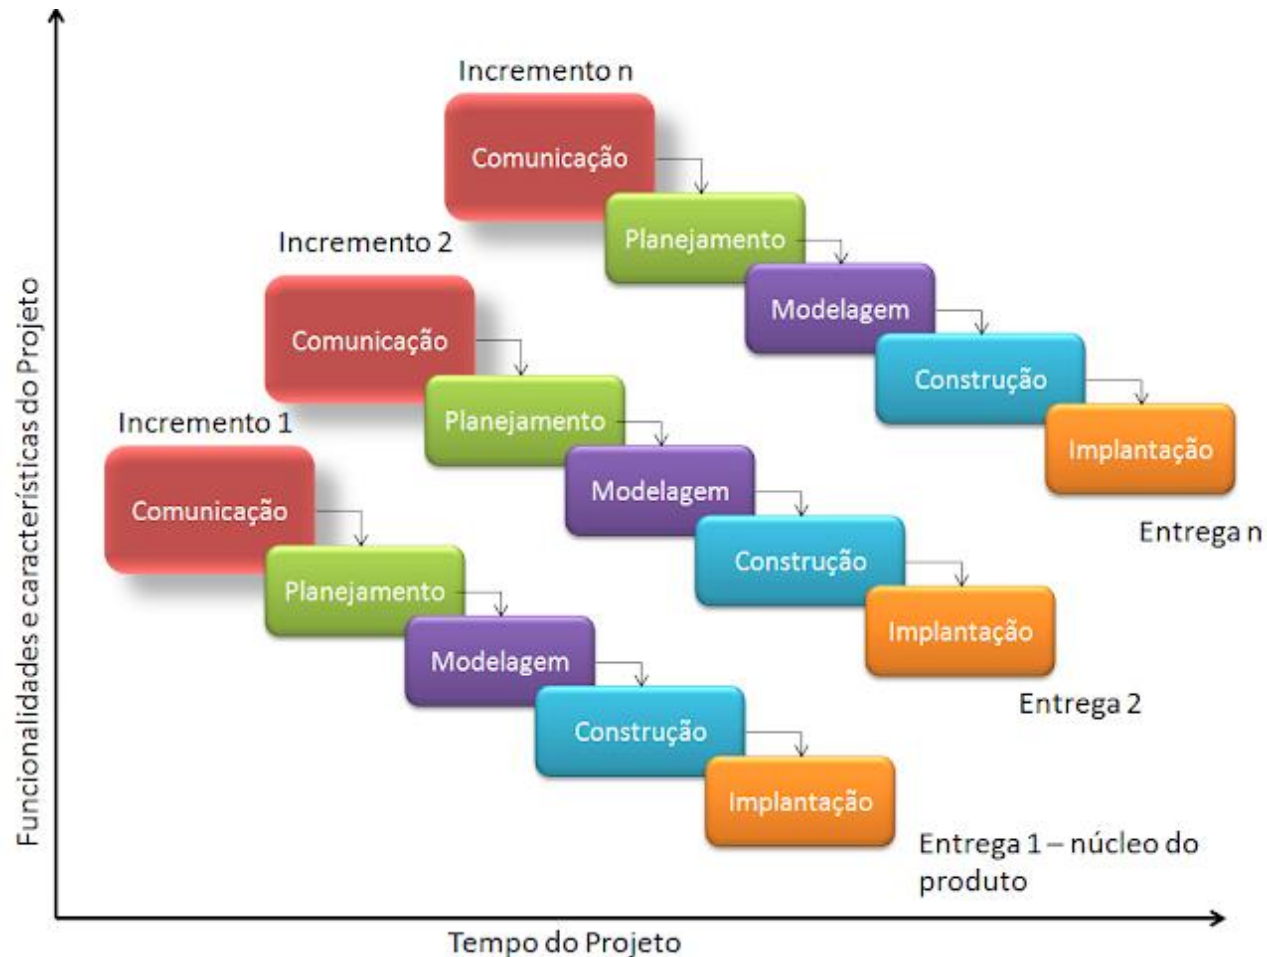 Incremento n
Comunicação
Planejamento
Modelagem
Construção
Implantação
Entrega n
Incremento 2
Comunicação
Planejamento
Modelagem
Construção
Implantação
Entrega 2
Incremento 1
Comunicação
Planejamento
Modelagem
Construção
Implantação
Entrega 1 – núcleo do
produto
Funcionalidades e características do Projeto
Tempo do Projeto